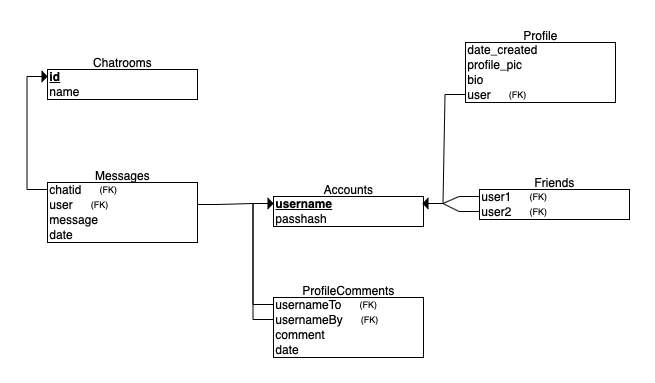 Profile
date_created
profile_pic
bio
user (FK)
Chatrooms
id
name
Messages
chatid (FK)
user (FK)
message
date
Accounts
username
passhash
Friends
user1 (FK)
user2 (FK)
ProfileComments
usernameTo (FK)
usernameBy (FK)
comment
date